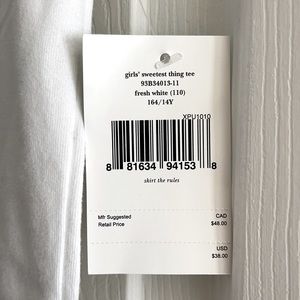 girls' sweetest thing tee
93B34013-11
fresh white (110)
164/14Y
XPU1010
8 81634 94153 8
skirt the rules
Mfr Suggested CAD
Retail Price $48.00
USD
$38.00